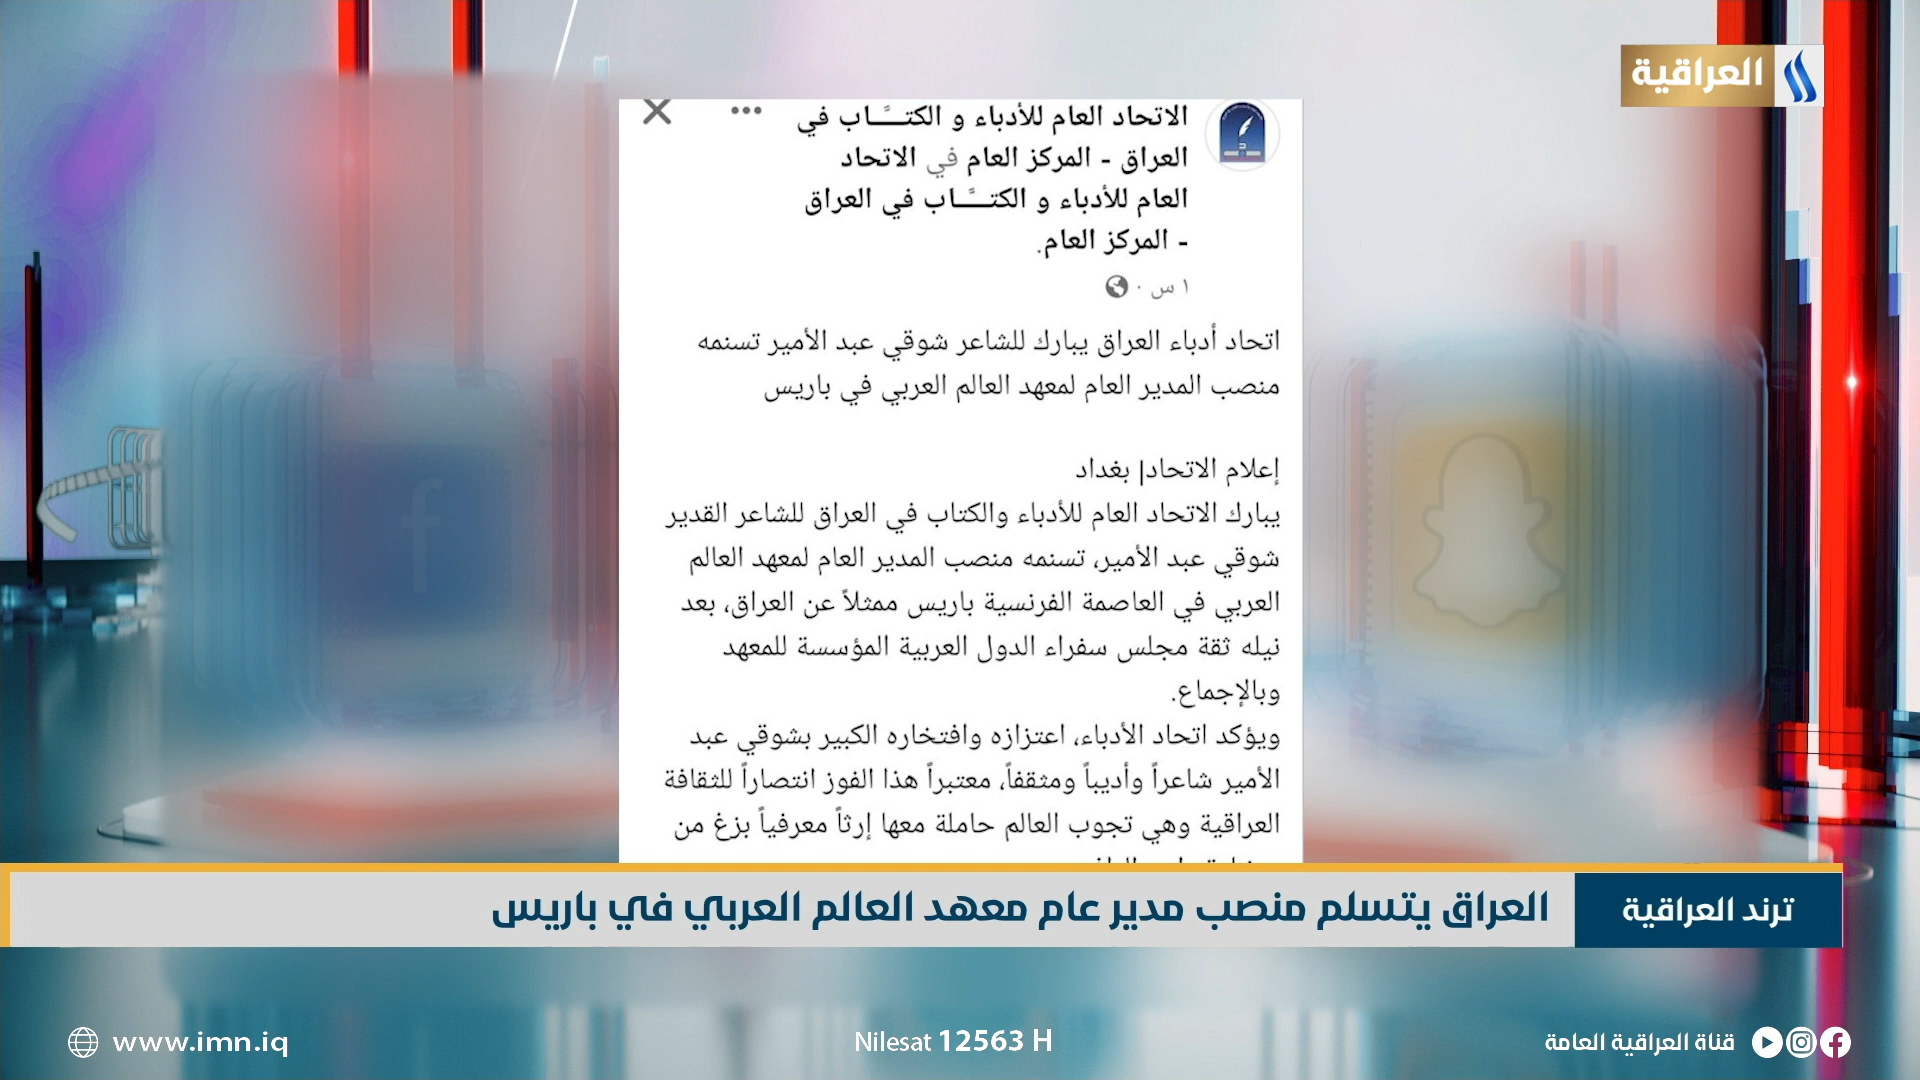 العراقية
الاتحاد العام للأدباء و الكتـــَّـاب في
العراق - المركز العام في الاتحاد
العام للأدباء و الكتـــَّـاب في العراق
- المركز العام.
١ س ·
اتحاد أدباء العراق يبارك للشاعر شوقي عبد الأمير تسنمه
منصب المدير العام لمعهد العالم العربي في باريس
إعلام الاتحاد| بغداد
يبارك الاتحاد العام للأدباء والكتاب في العراق للشاعر القدير
شوقي عبد الأمير، تسنمه منصب المدير العام لمعهد العالم
العربي في العاصمة الفرنسية باريس ممثلاً عن العراق، بعد
نيله ثقة مجلس سفراء الدول العربية المؤسسة للمعهد
وبالإجماع.
ويؤكد اتحاد الأدباء، اعتزازه وافتخاره الكبير بشوقي عبد
الأمير شاعراً وأديباً ومثقفاً، معتبراً هذا الفوز انتصاراً للثقافة
العراقية وهي تجوب العالم حاملة معها إرثاً معرفياً بزغ من
ترند العراقية
العراق يتسلم منصب مدير عام معهد العالم العربي في باريس
www.imn.iq
Nilesat 12563 H
قناة العراقية العامة